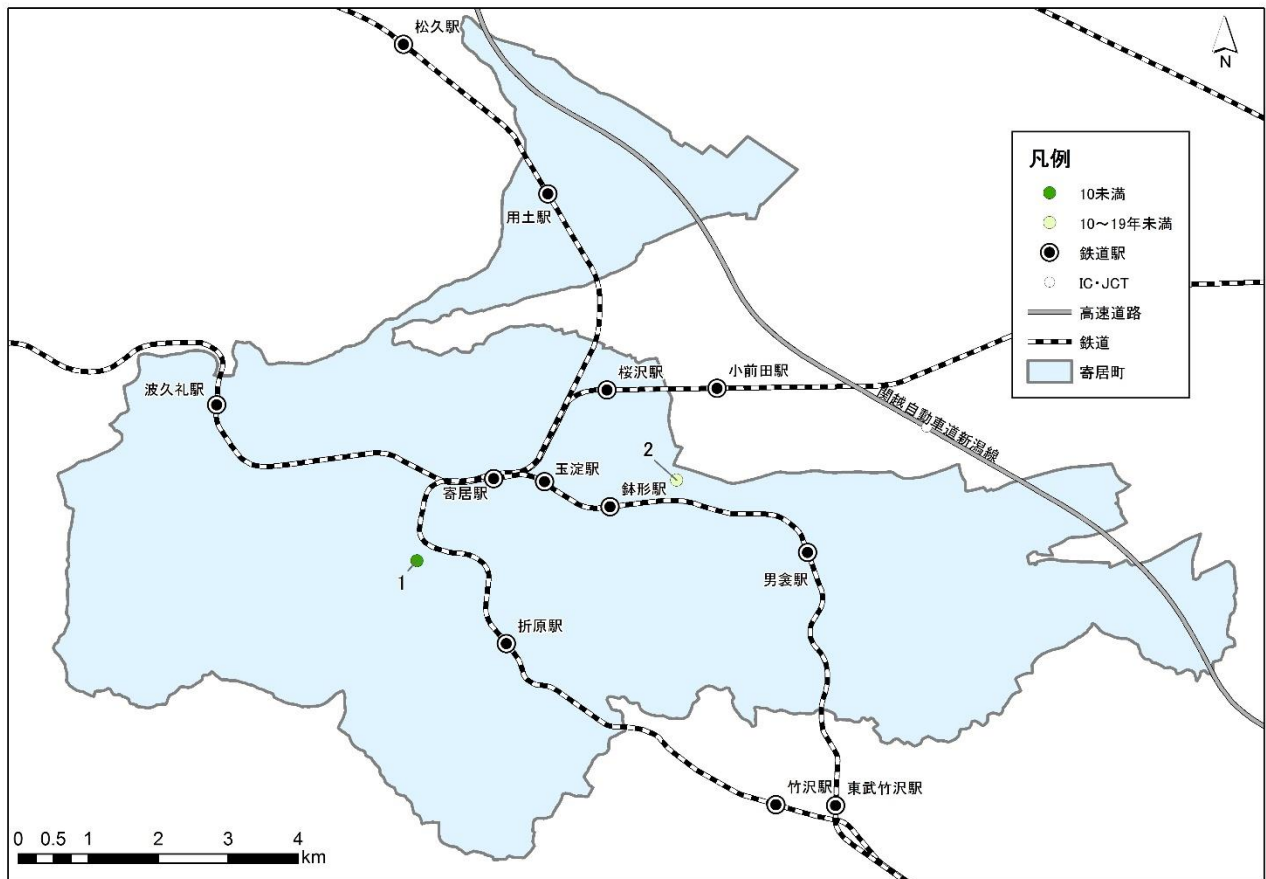 松久駅
N
凡例
10未満
10～19年未満
鉄道駅
IC・JCT
高速道路
鉄道
寄居町
用土駅
波久礼駅
桜沢駅
小前田駅
関越自動車道新潟線
寄居駅
玉淀駅
2
鉢形駅
男衾駅
1
折原駅
竹沢駅
東武竹沢駅
0 0.5 1 2 3 4
km